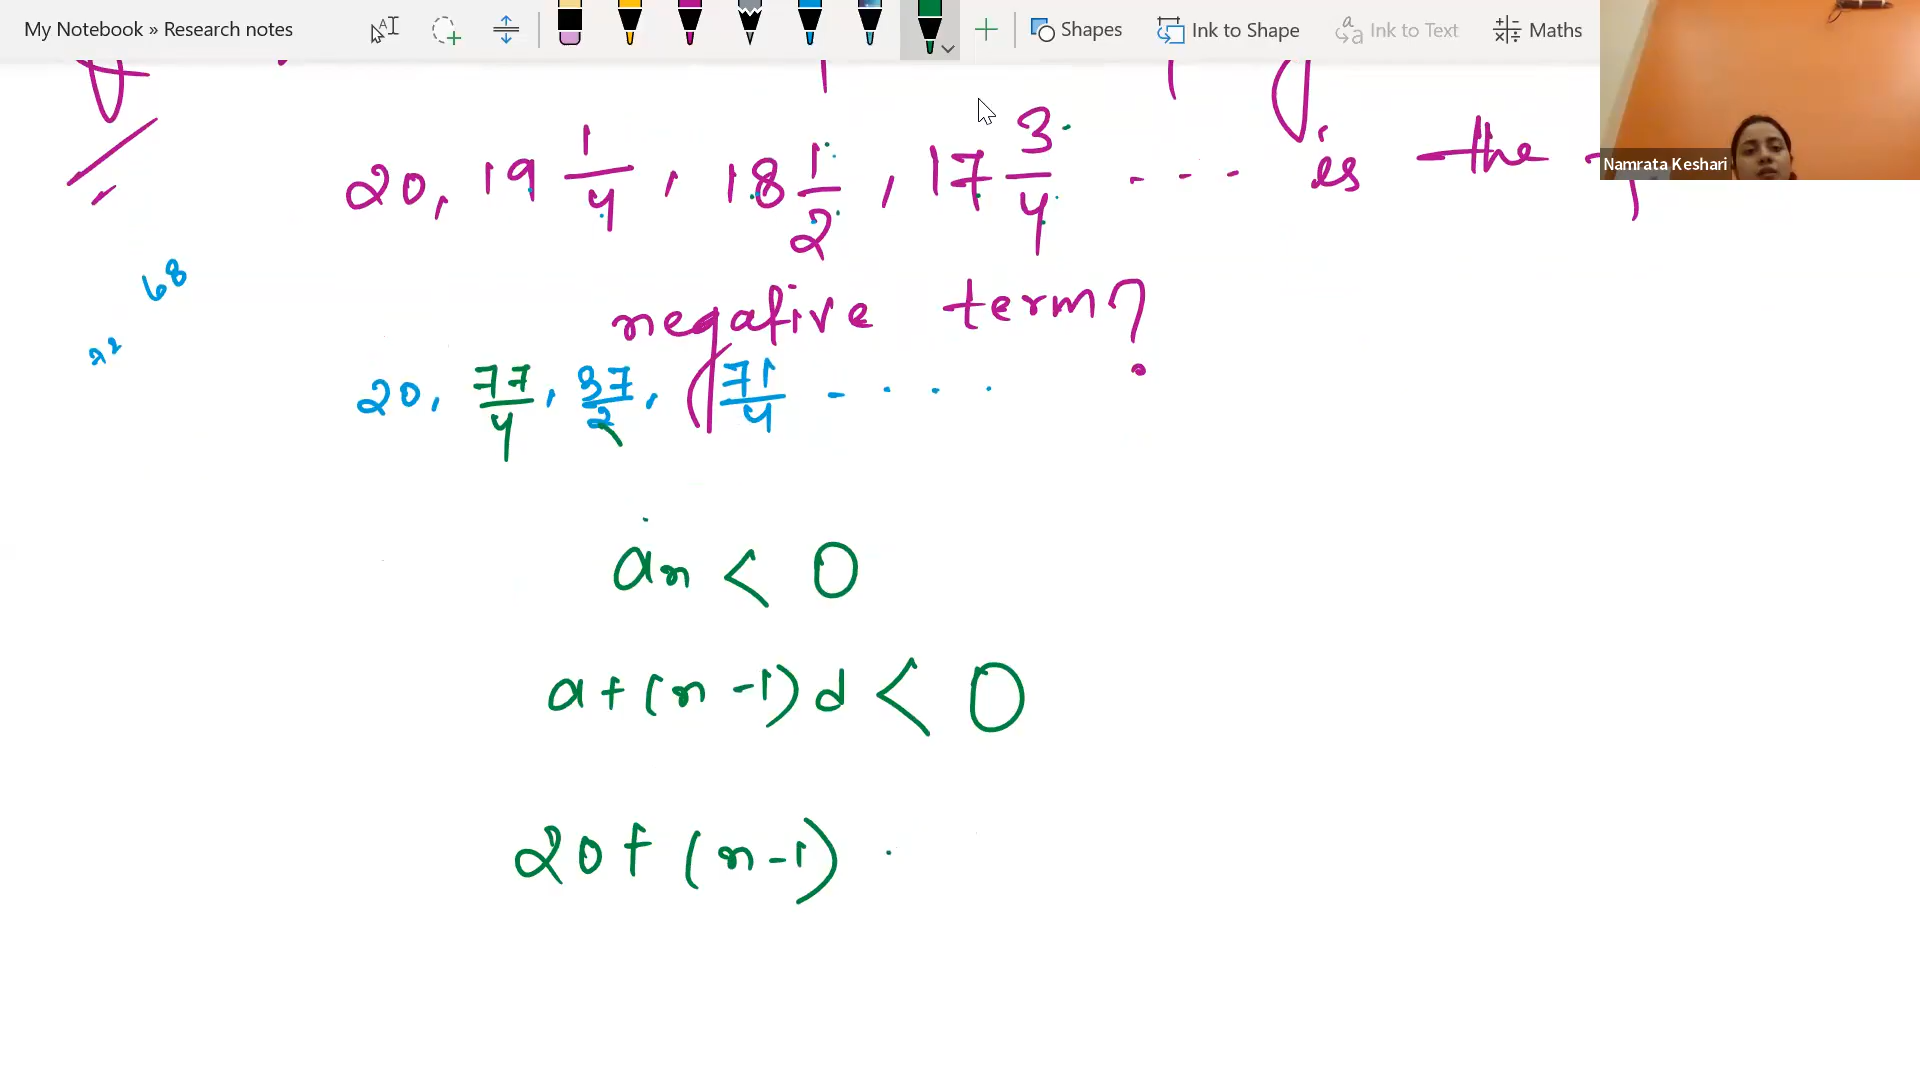 My Notebook » Research notes
Shapes Ink to Shape Ink to Text Maths
20, 19 1/4, 18 1/2, 17 3/4 - - - is the
Namrata Keshari
68
negative term?
72
20, 77/4, 37/2, 71/4 - . . .
an < 0
a + (n - 1) d < 0
20 + (n - 1)